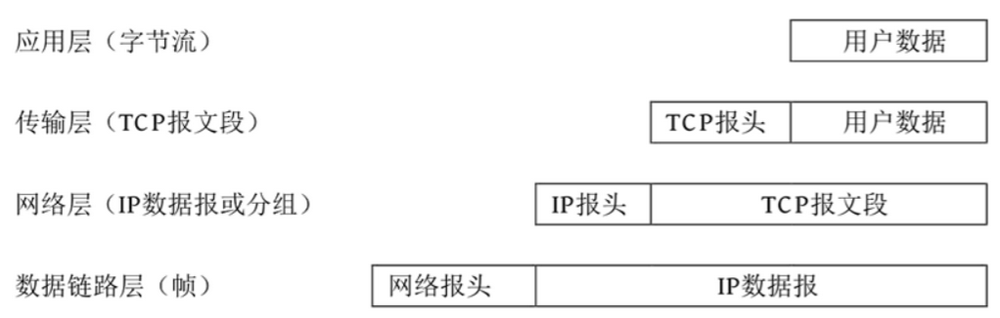 应用层（字节流） 用户数据
传输层（TCP报文段） TCP报头 用户数据
网络层（IP数据报或分组） IP报头 TCP报文段
数据链路层（帧） 网络报头 IP数据报